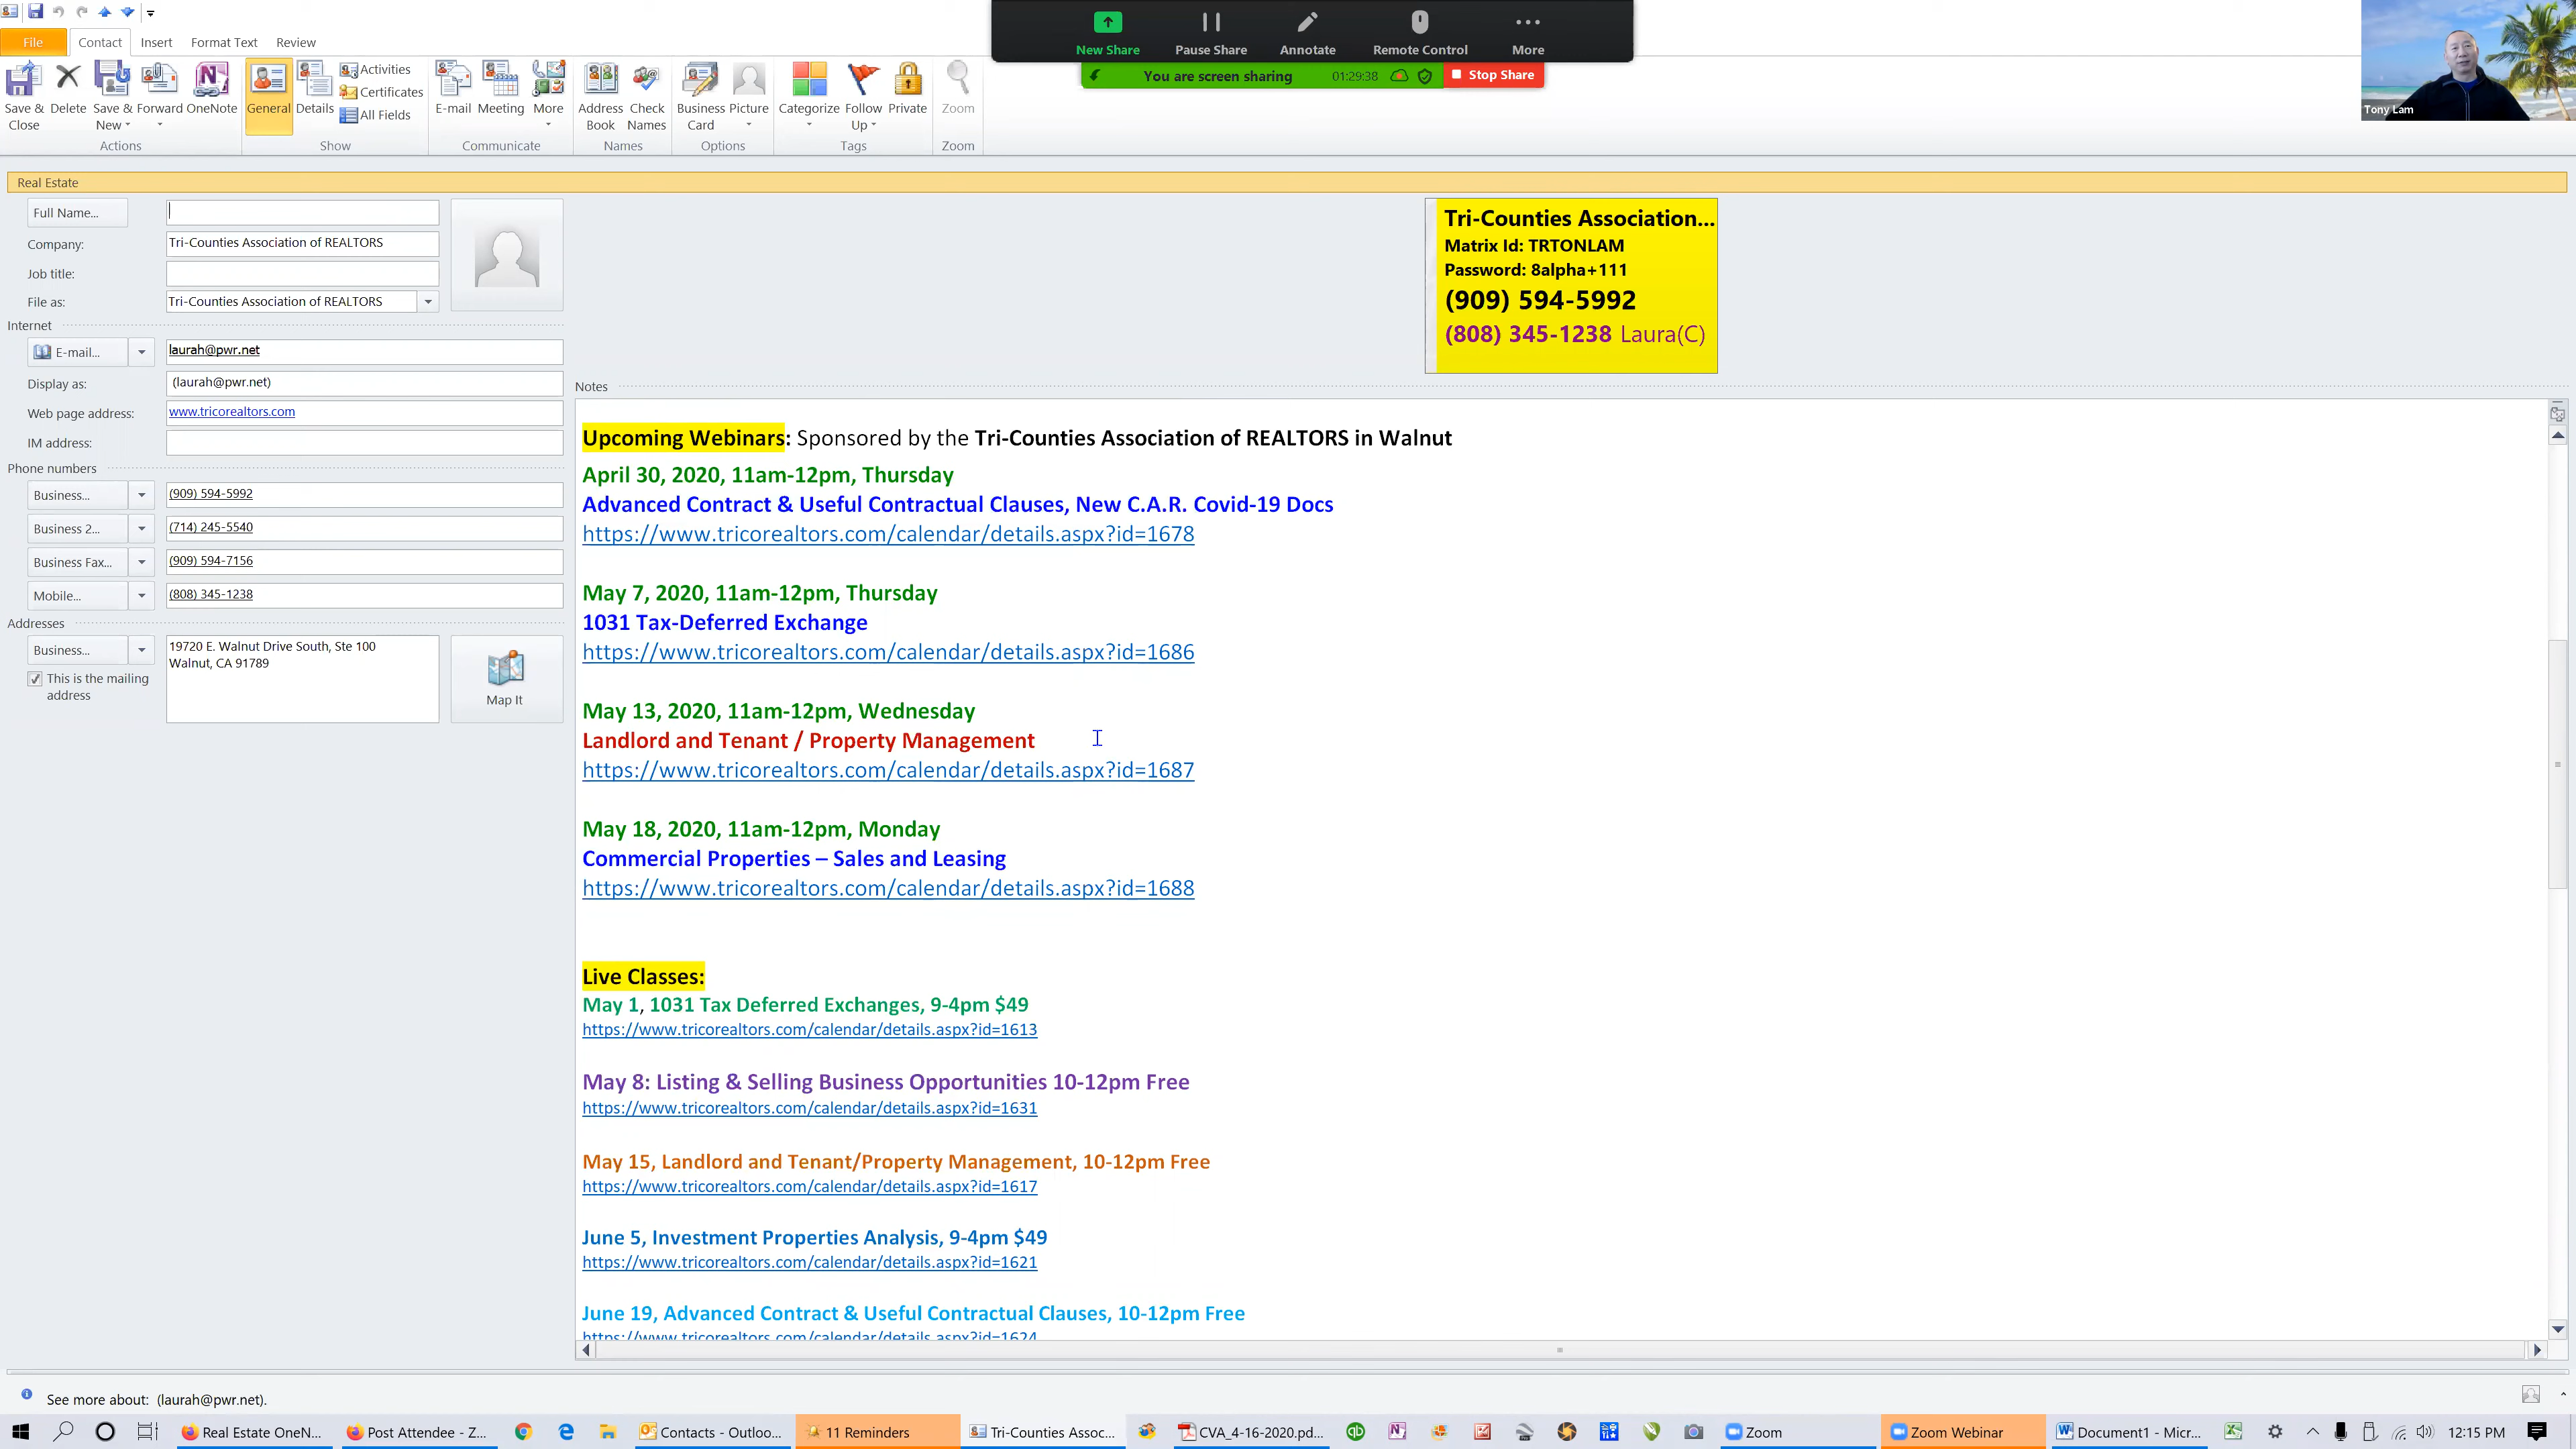 New Share
Pause Share
Annotate
Remote Control
More
You are screen sharing
01:29:38
Stop Share
Tony Lam
File
Contact
Insert
Format Text
Review
Save & Close
Delete
Save & New
Forward
OneNote
General
Details
Activities
Certificates
All Fields
E-mail
Meeting
More
Address Book
Check Names
Business Card
Picture
Categorize
Follow Up
Private
Zoom
Actions
Show
Communicate
Names
Options
Tags
Zoom
Real Estate
Full Name...
Company: Tri-Counties Association of REALTORS
Job title:
File as: Tri-Counties Association of REALTORS
Internet
E-mail... laurah@pwr.net
Display as: (laurah@pwr.net)
Web page address: www.tricorealtors.com
IM address:
Phone numbers
Business... (909) 594-5992
Business 2... (714) 245-5540
Business Fax... (909) 594-7156
Mobile... (808) 345-1238
Addresses
Business... 19720 E. Walnut Drive South, Ste 100
Walnut, CA 91789
This is the mailing
address
Map It
Tri-Counties Association...
Matrix Id: TRTONLAM
Password: 8alpha+111
(909) 594-5992
(808) 345-1238 Laura(C)
Notes
Upcoming Webinars: Sponsored by the Tri-Counties Association of REALTORS in Walnut
April 30, 2020, 11am-12pm, Thursday
Advanced Contract & Useful Contractual Clauses, New C.A.R. Covid-19 Docs
https://www.tricorealtors.com/calendar/details.aspx?id=1678
May 7, 2020, 11am-12pm, Thursday
1031 Tax-Deferred Exchange
https://www.tricorealtors.com/calendar/details.aspx?id=1686
May 13, 2020, 11am-12pm, Wednesday
Landlord and Tenant / Property Management
https://www.tricorealtors.com/calendar/details.aspx?id=1687
May 18, 2020, 11am-12pm, Monday
Commercial Properties – Sales and Leasing
https://www.tricorealtors.com/calendar/details.aspx?id=1688
Live Classes:
May 1, 1031 Tax Deferred Exchanges, 9-4pm $49
https://www.tricorealtors.com/calendar/details.aspx?id=1613
May 8: Listing & Selling Business Opportunities 10-12pm Free
https://www.tricorealtors.com/calendar/details.aspx?id=1631
May 15, Landlord and Tenant/Property Management, 10-12pm Free
https://www.tricorealtors.com/calendar/details.aspx?id=1617
June 5, Investment Properties Analysis, 9-4pm $49
https://www.tricorealtors.com/calendar/details.aspx?id=1621
June 19, Advanced Contract & Useful Contractual Clauses, 10-12pm Free
https://www.tricorealtors.com/calendar/details.aspx?id=1624
See more about: (laurah@pwr.net).
Real Estate OneN...
Post Attendee - Z...
Contacts - Outloo...
11 Reminders
Tri-Counties Assoc...
CVA_4-16-2020.pd...
Zoom
Zoom Webinar
Document1 - Micr...
12:15 PM